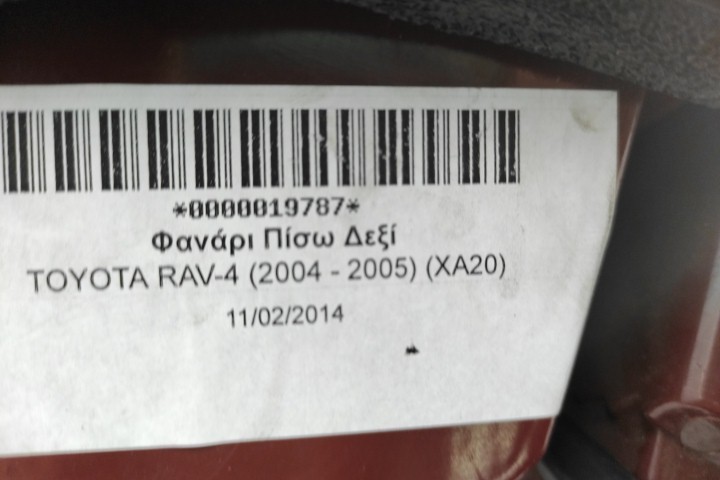 *0000019787*
Φανάρι Πίσω Δεξί
TOYOTA RAV-4 (2004 - 2005) (XA20)
11/02/2014